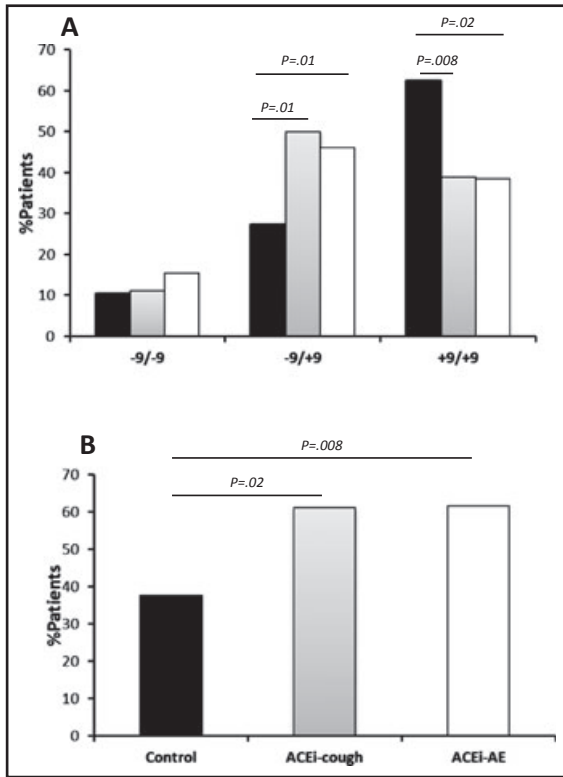 A
P=.02
P=.01
P=.008
P=.01
70
60
50
40
30
20
10
0
%Patients
-9/-9 -9/+9 +9/+9
B
P=.008
P=.02
70
60
50
40
30
20
10
0
%Patients
Control ACEi-cough ACEi-AE